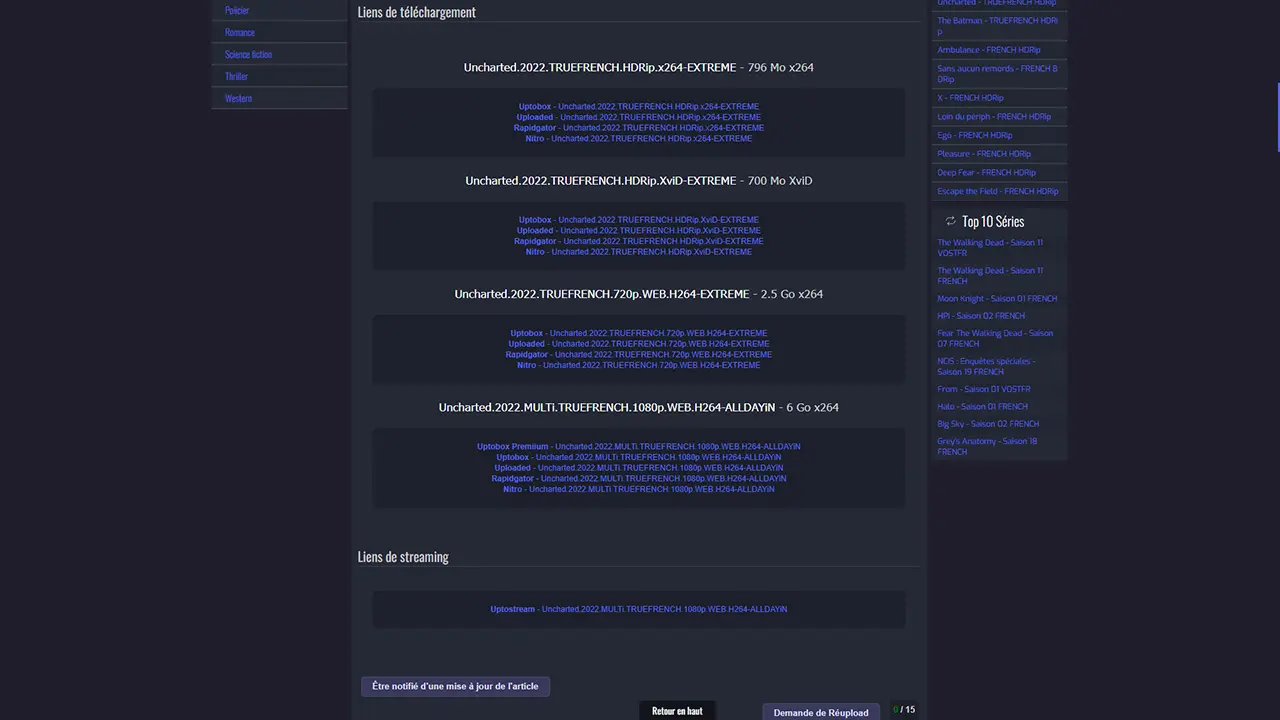 Policier
Romance
Science fiction
Thriller
Western
Liens de téléchargement
Uncharted.2022.TRUEFRENCH.HDRip.x264-EXTREME - 796 Mo x264
Uptobox - Uncharted.2022.TRUEFRENCH.HDRip.x264-EXTREME
Uploaded - Uncharted.2022.TRUEFRENCH.HDRip.x264-EXTREME
Rapidgator - Uncharted.2022.TRUEFRENCH.HDRip.x264-EXTREME
Nitro - Uncharted.2022.TRUEFRENCH.HDRip.x264-EXTREME
Uncharted.2022.TRUEFRENCH.HDRip.XviD-EXTREME - 700 Mo XviD
Uptobox - Uncharted.2022.TRUEFRENCH.HDRip.XviD-EXTREME
Uploaded - Uncharted.2022.TRUEFRENCH.HDRip.XviD-EXTREME
Rapidgator - Uncharted.2022.TRUEFRENCH.HDRip.XviD-EXTREME
Nitro - Uncharted.2022.TRUEFRENCH.HDRip.XviD-EXTREME
Uncharted.2022.TRUEFRENCH.720p.WEB.H264-EXTREME - 2.5 Go x264
Uptobox - Uncharted.2022.TRUEFRENCH.720p.WEB.H264-EXTREME
Uploaded - Uncharted.2022.TRUEFRENCH.720p.WEB.H264-EXTREME
Rapidgator - Uncharted.2022.TRUEFRENCH.720p.WEB.H264-EXTREME
Nitro - Uncharted.2022.TRUEFRENCH.720p.WEB.H264-EXTREME
Uncharted.2022.MULTi.TRUEFRENCH.1080p.WEB.H264-ALLDAYiN - 6 Go x264
Uptobox Premiium - Uncharted.2022.MULTi.TRUEFRENCH.1080p.WEB.H264-ALLDAYiN
Uptobox - Uncharted.2022.MULTi.TRUEFRENCH.1080p.WEB.H264-ALLDAYiN
Uploaded - Uncharted.2022.MULTi.TRUEFRENCH.1080p.WEB.H264-ALLDAYiN
Rapidgator - Uncharted.2022.MULTi.TRUEFRENCH.1080p.WEB.H264-ALLDAYiN
Nitro - Uncharted.2022.MULTi.TRUEFRENCH.1080p.WEB.H264-ALLDAYiN
Liens de streaming
Uptostream - Uncharted.2022.MULTi.TRUEFRENCH.1080p.WEB.H264-ALLDAYiN
Être notifié d'une mise à jour de l'article
Retour en haut
Demande de Réupload
0 / 15
Uncharted - TRUEFRENCH HDRip
The Batman - TRUEFRENCH HDRi
p
Ambulance - FRENCH HDRip
Sans aucun remords - FRENCH B
DRip
X - FRENCH HDRip
Loin du périph - FRENCH HDRip
Ego - FRENCH HDRip
Pleasure - FRENCH HDRip
Deep Fear - FRENCH HDRip
Escape the Field - FRENCH HDRip
Top 10 Séries
The Walking Dead - Saison 11
VOSTFR
The Walking Dead - Saison 11
FRENCH
Moon Knight - Saison 01 FRENCH
HPI - Saison 02 FRENCH
Fear The Walking Dead - Saison
07 FRENCH
NCIS : Enquêtes spéciales -
Saison 19 FRENCH
From - Saison 01 VOSTFR
Halo - Saison 01 FRENCH
Big Sky - Saison 02 FRENCH
Grey's Anatomy - Saison 18
FRENCH